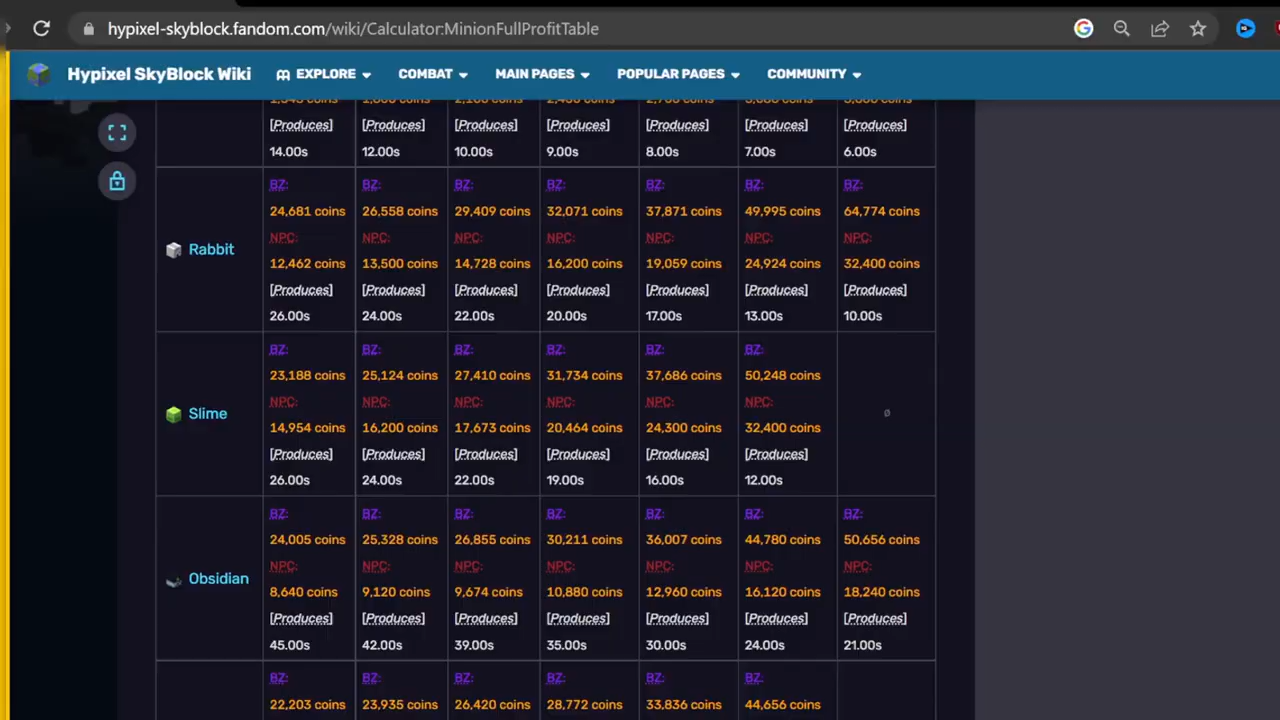 hypixel-skyblock.fandom.com/wiki/Calculator:MinionFullProfitTable
Hypixel SkyBlock Wiki EXPLORE COMBAT MAIN PAGES POPULAR PAGES COMMUNITY
[Produces] [Produces] [Produces] [Produces] [Produces] [Produces] [Produces]
14.00s 12.00s 10.00s 9.00s 8.00s 7.00s 6.00s
BZ: BZ: BZ: BZ: BZ: BZ: BZ:
24,681 coins 26,558 coins 29,409 coins 32,071 coins 37,871 coins 49,995 coins 64,774 coins
NPC: NPC: NPC: NPC: NPC: NPC: NPC:
Rabbit
12,462 coins 13,500 coins 14,728 coins 16,200 coins 19,059 coins 24,924 coins 32,400 coins
[Produces] [Produces] [Produces] [Produces] [Produces] [Produces] [Produces]
26.00s 24.00s 22.00s 20.00s 17.00s 13.00s 10.00s
BZ: BZ: BZ: BZ: BZ: BZ:
23,188 coins 25,124 coins 27,410 coins 31,734 coins 37,686 coins 50,248 coins
NPC: NPC: NPC: NPC: NPC: NPC:
Slime ø
14,954 coins 16,200 coins 17,673 coins 20,464 coins 24,300 coins 32,400 coins
[Produces] [Produces] [Produces] [Produces] [Produces] [Produces]
26.00s 24.00s 22.00s 19.00s 16.00s 12.00s
BZ: BZ: BZ: BZ: BZ: BZ: BZ:
24,005 coins 25,328 coins 26,855 coins 30,211 coins 36,007 coins 44,780 coins 50,656 coins
NPC: NPC: NPC: NPC: NPC: NPC: NPC:
Obsidian
8,640 coins 9,120 coins 9,674 coins 10,880 coins 12,960 coins 16,120 coins 18,240 coins
[Produces] [Produces] [Produces] [Produces] [Produces] [Produces] [Produces]
45.00s 42.00s 39.00s 35.00s 30.00s 24.00s 21.00s
BZ: BZ: BZ: BZ: BZ: BZ:
22,203 coins 23,935 coins 26,420 coins 28,772 coins 33,836 coins 44,656 coins